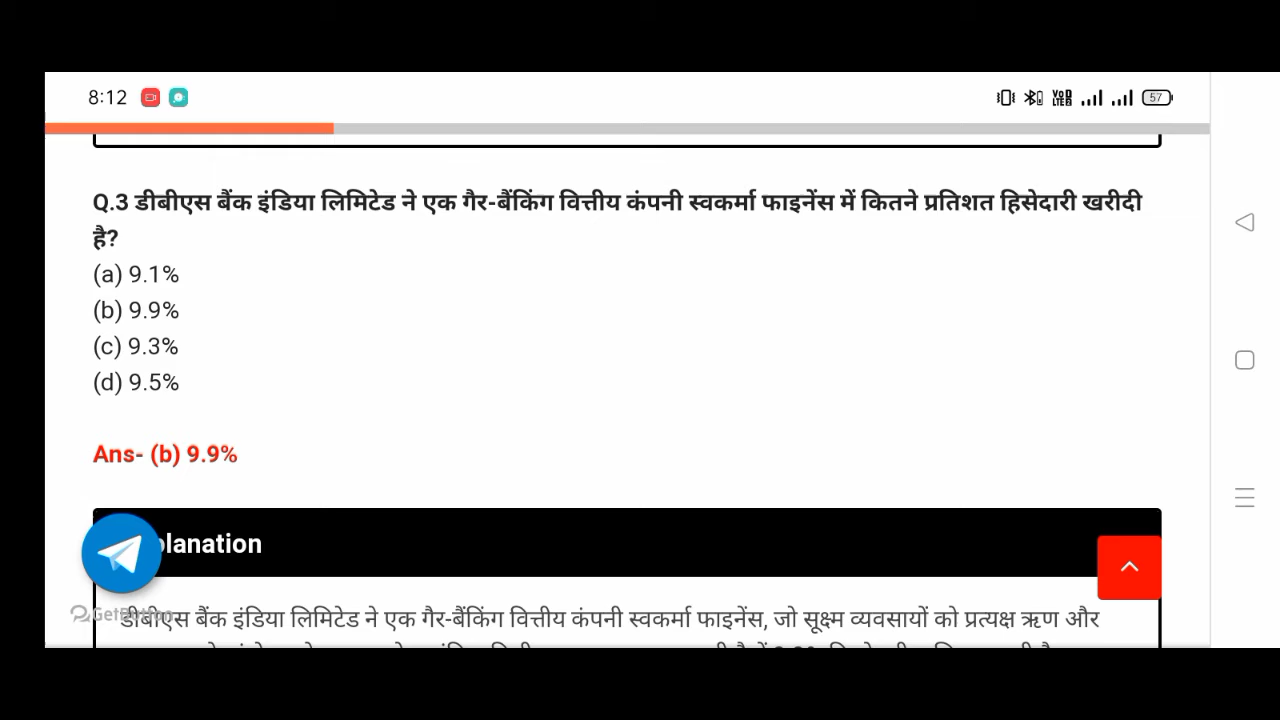 8:12
57
Q.3 डीबीएस बैंक इंडिया लिमिटेड ने एक गैर-बैंकिंग वित्तीय कंपनी स्वकर्मा फाइनेंस में कितने प्रतिशत हिसेदारी खरीदी
है?
(a) 9.1%
(b) 9.9%
(c) 9.3%
(d) 9.5%
Ans- (b) 9.9%
planation
GetButton
डीबीएस बैंक इंडिया लिमिटेड ने एक गैर-बैंकिंग वित्तीय कंपनी स्वकर्मा फाइनेंस, जो सूक्ष्म व्यवसायों को प्रत्यक्ष ऋण और